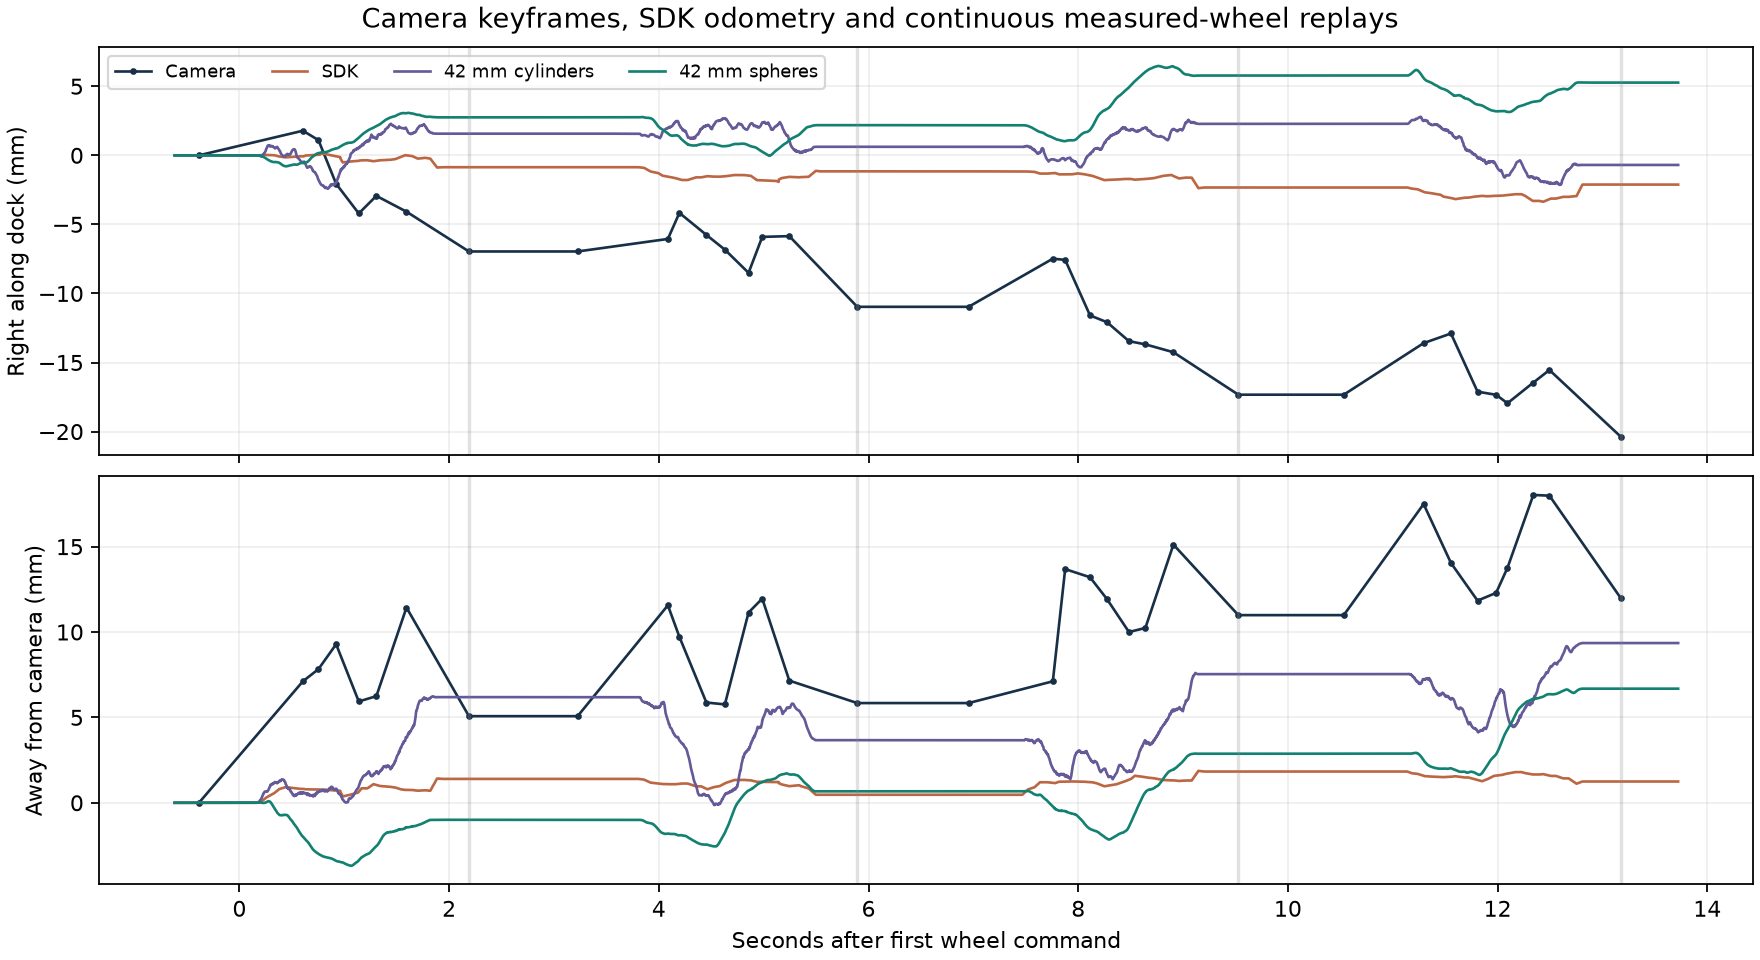 Camera keyframes, SDK odometry and continuous measured-wheel replays
Camera
SDK
42 mm cylinders
42 mm spheres
Right along dock (mm)
5
0
−5
−10
−15
−20
Away from camera (mm)
15
10
5
0
0
2
4
6
8
10
12
14
Seconds after first wheel command